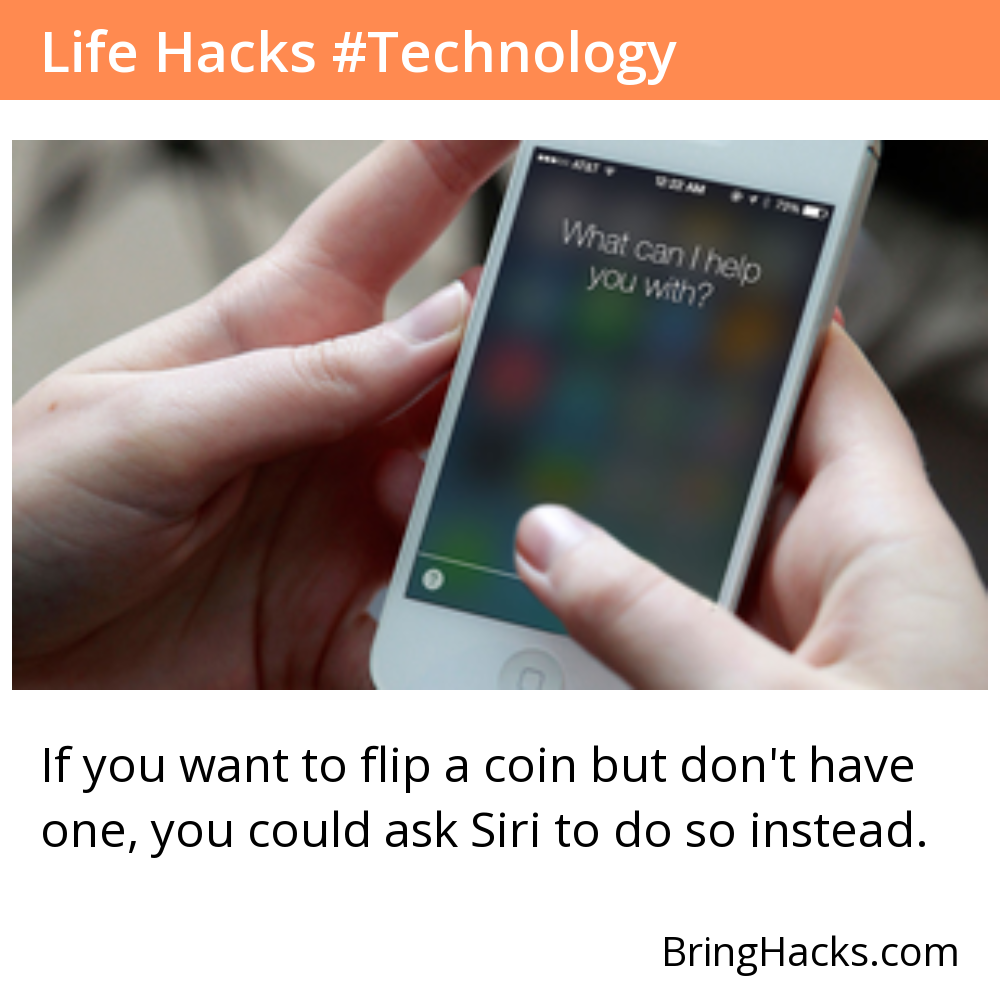 Life Hacks #Technology
AT&T 12:22 AM 73%
What can I help
you with?
?
If you want to flip a coin but don't have
one, you could ask Siri to do so instead.
BringHacks.com